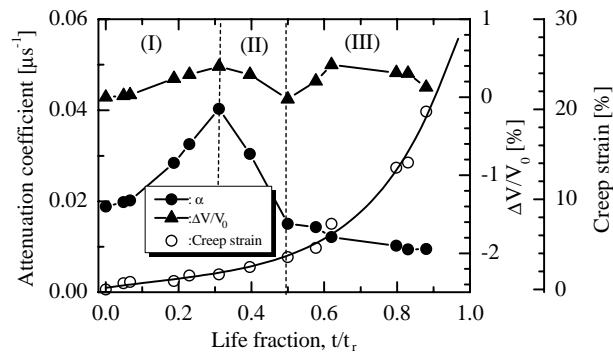 0.06
0.04
0.02
0.00
Attenuation coefficient [μs⁻¹]
(I)
(II)
(III)
: α
:ΔV/V₀
:Creep strain
0.0
0.2
0.4
0.6
0.8
1.0
Life fraction, t/tᵣ
1
0
-1
-2
ΔV/V₀ [%]
30
20
10
0
Creep strain [%]